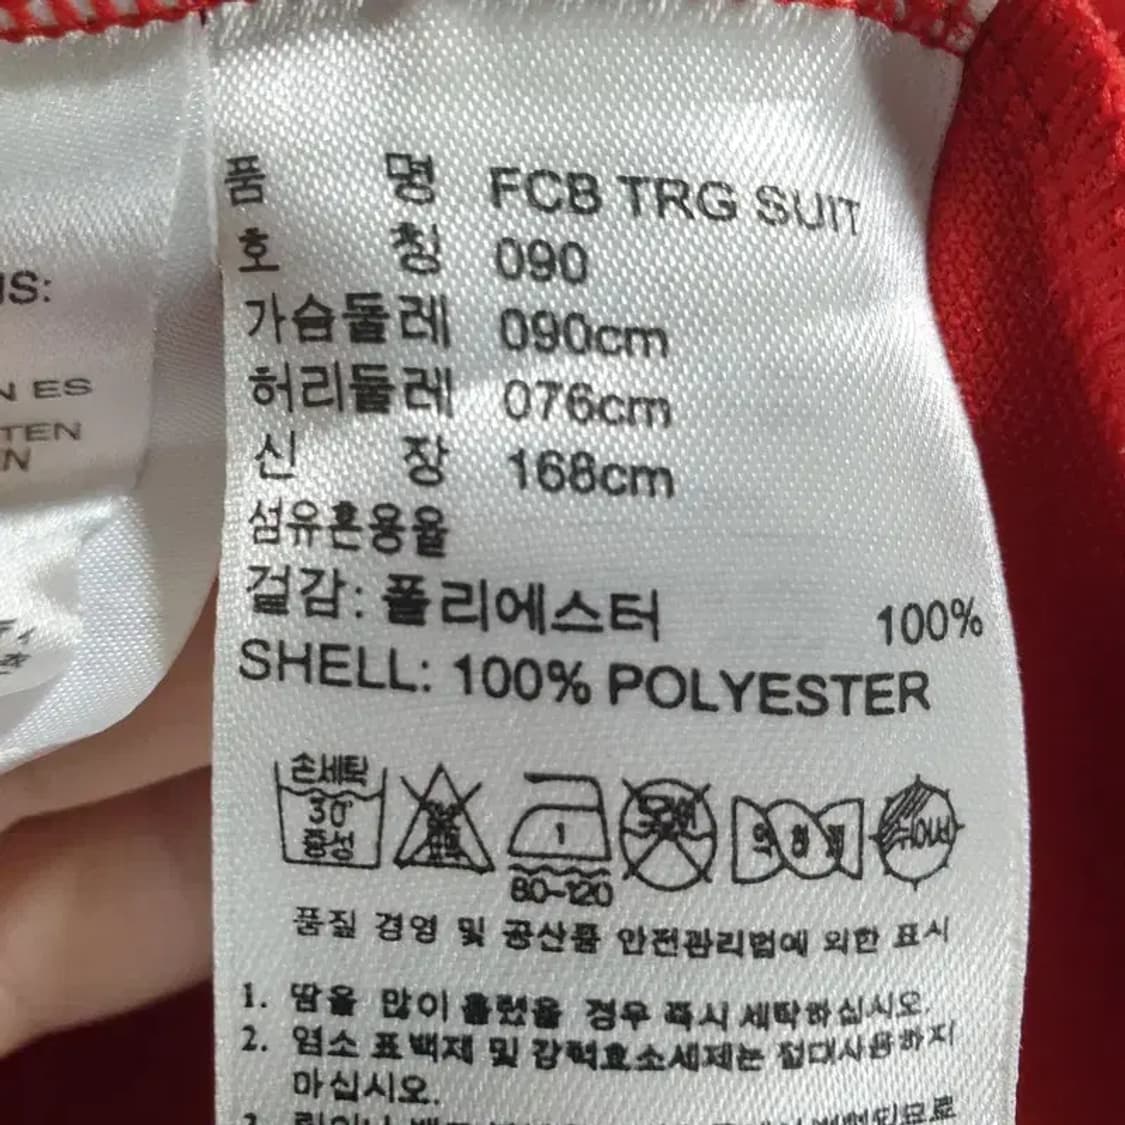 US:
N ES
TEN
N
품 명 FCB TRG SUIT
호 칭 090
가슴둘레 090cm
허리둘레 076cm
신 장 168cm
섬유혼용율
겉감: 폴리에스터 100%
SHELL: 100% POLYESTER
손세탁
30°
중성
1
80-120
품질 경영 및 공산품 안전관리법에 의한 표시
1. 땀을 많이 흘렸을 경우 즉시 세탁하십시오.
2. 염소 표백제 및 강력효소세제는 절대사용하지
마십시오.